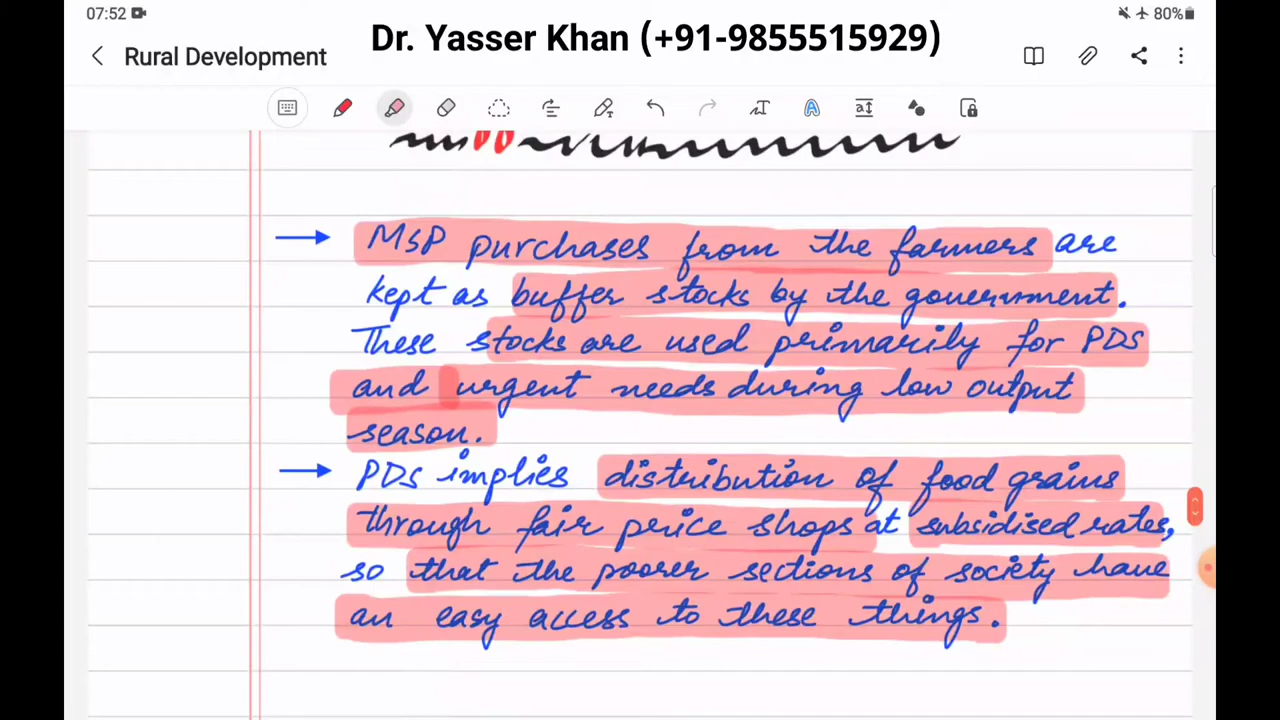 07:52
80%
Dr. Yasser Khan (+91-9855515929)
Rural Development
→ MSP purchases from the farmers are
kept as buffer stocks by the government.
These stocks are used primarily for PDS
and urgent needs during low output
season.
→ PDS implies distribution of food grains
through fair price shops at subsidised rates,
so that the poorer sections of society have
an easy access to these things.